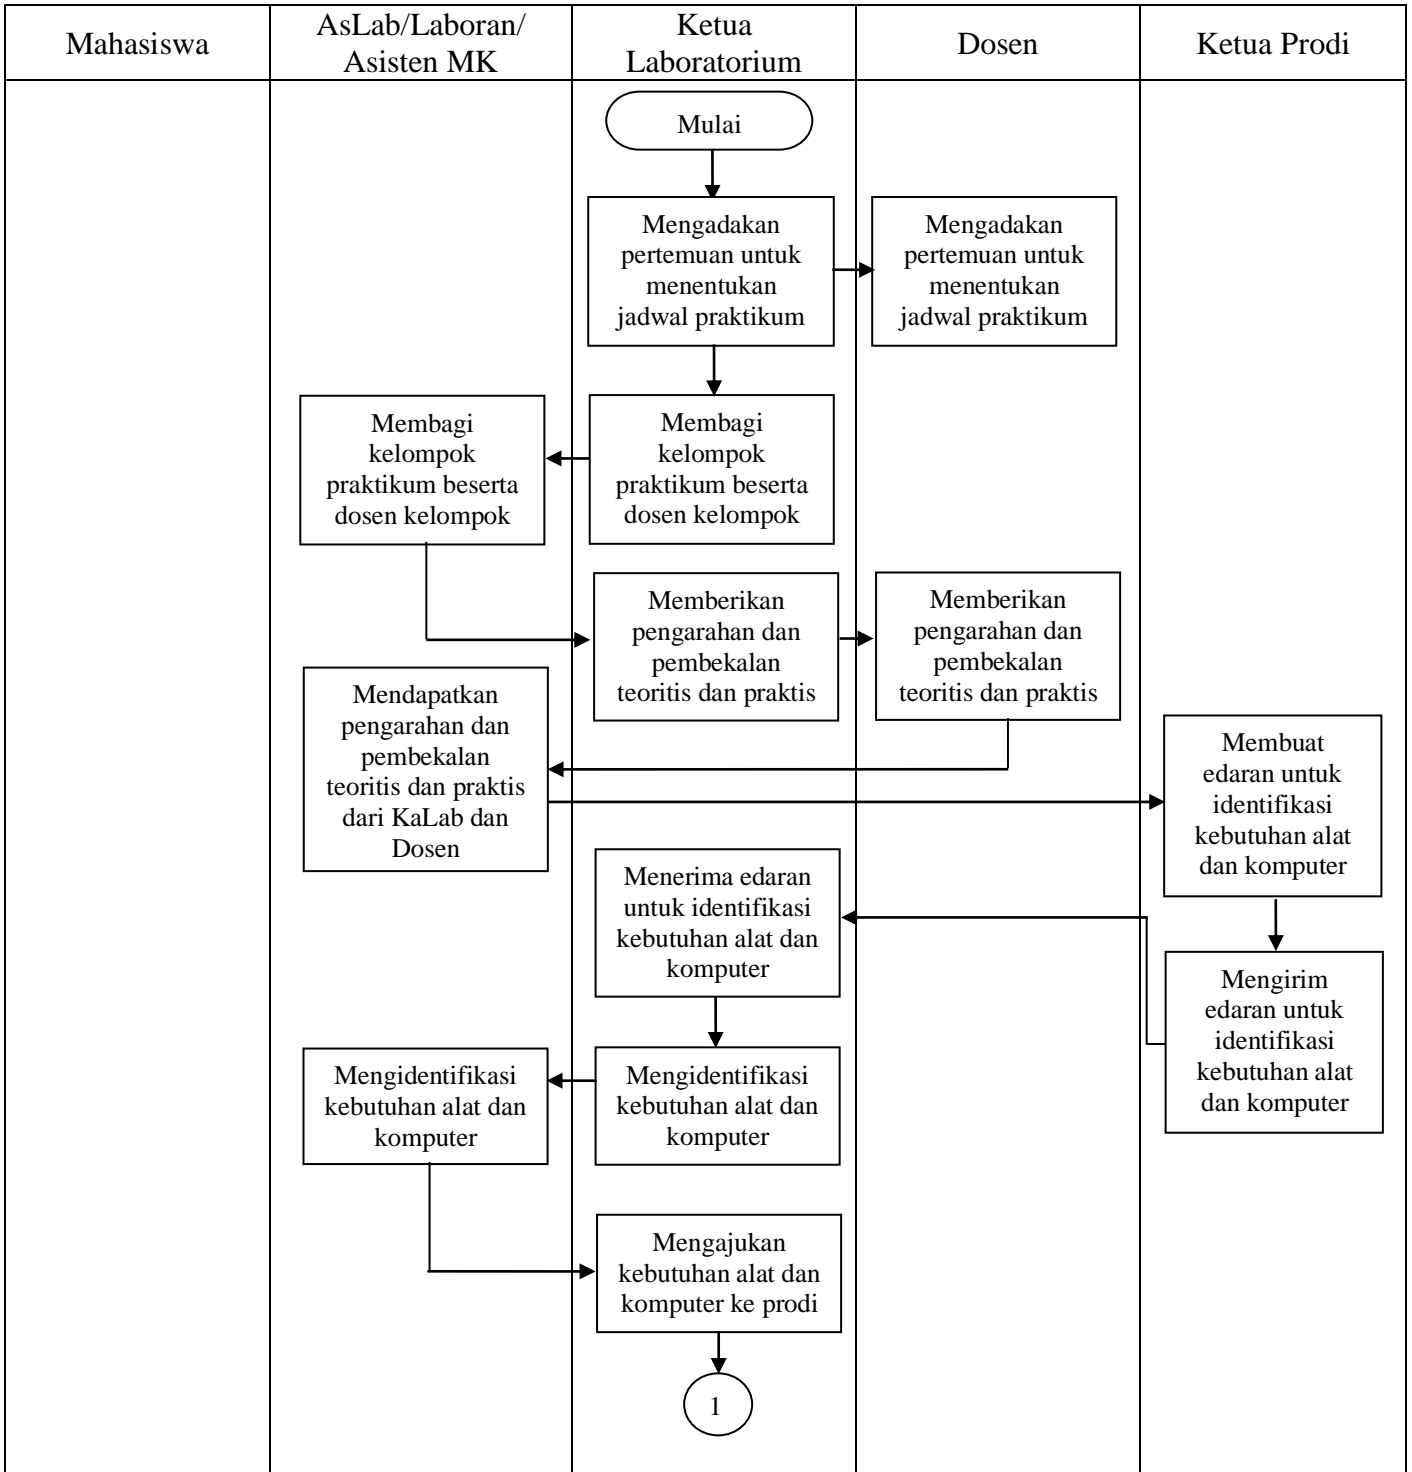 Mahasiswa
AsLab/Laboran/
Asisten MK
Ketua
Laboratorium
Dosen
Ketua Prodi
Mulai
Mengadakan
pertemuan untuk
menentukan
jadwal praktikum
Mengadakan
pertemuan untuk
menentukan
jadwal praktikum
Membagi
kelompok
praktikum beserta
dosen kelompok
Membagi
kelompok
praktikum beserta
dosen kelompok
Memberikan
pengarahan dan
pembekalan
teoritis dan praktis
Memberikan
pengarahan dan
pembekalan
teoritis dan praktis
Mendapatkan
pengarahan dan
pembekalan
teoritis dan praktis
dari KaLab dan
Dosen
Membuat
edaran untuk
identifikasi
kebutuhan alat
dan komputer
Menerima edaran
untuk identifikasi
kebutuhan alat dan
komputer
Mengirim
edaran untuk
identifikasi
kebutuhan alat
dan komputer
Mengidentifikasi
kebutuhan alat dan
komputer
Mengidentifikasi
kebutuhan alat dan
komputer
Mengajukan
kebutuhan alat dan
komputer ke prodi
1